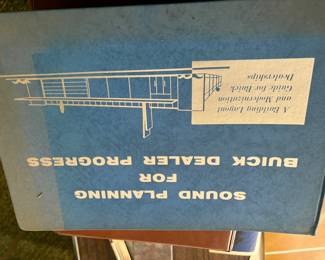 SOUND PLANNING
FOR
BUICK DEALER PROGRESS
A Building Layout
and Modernization
Guide for Buick
Dealerships